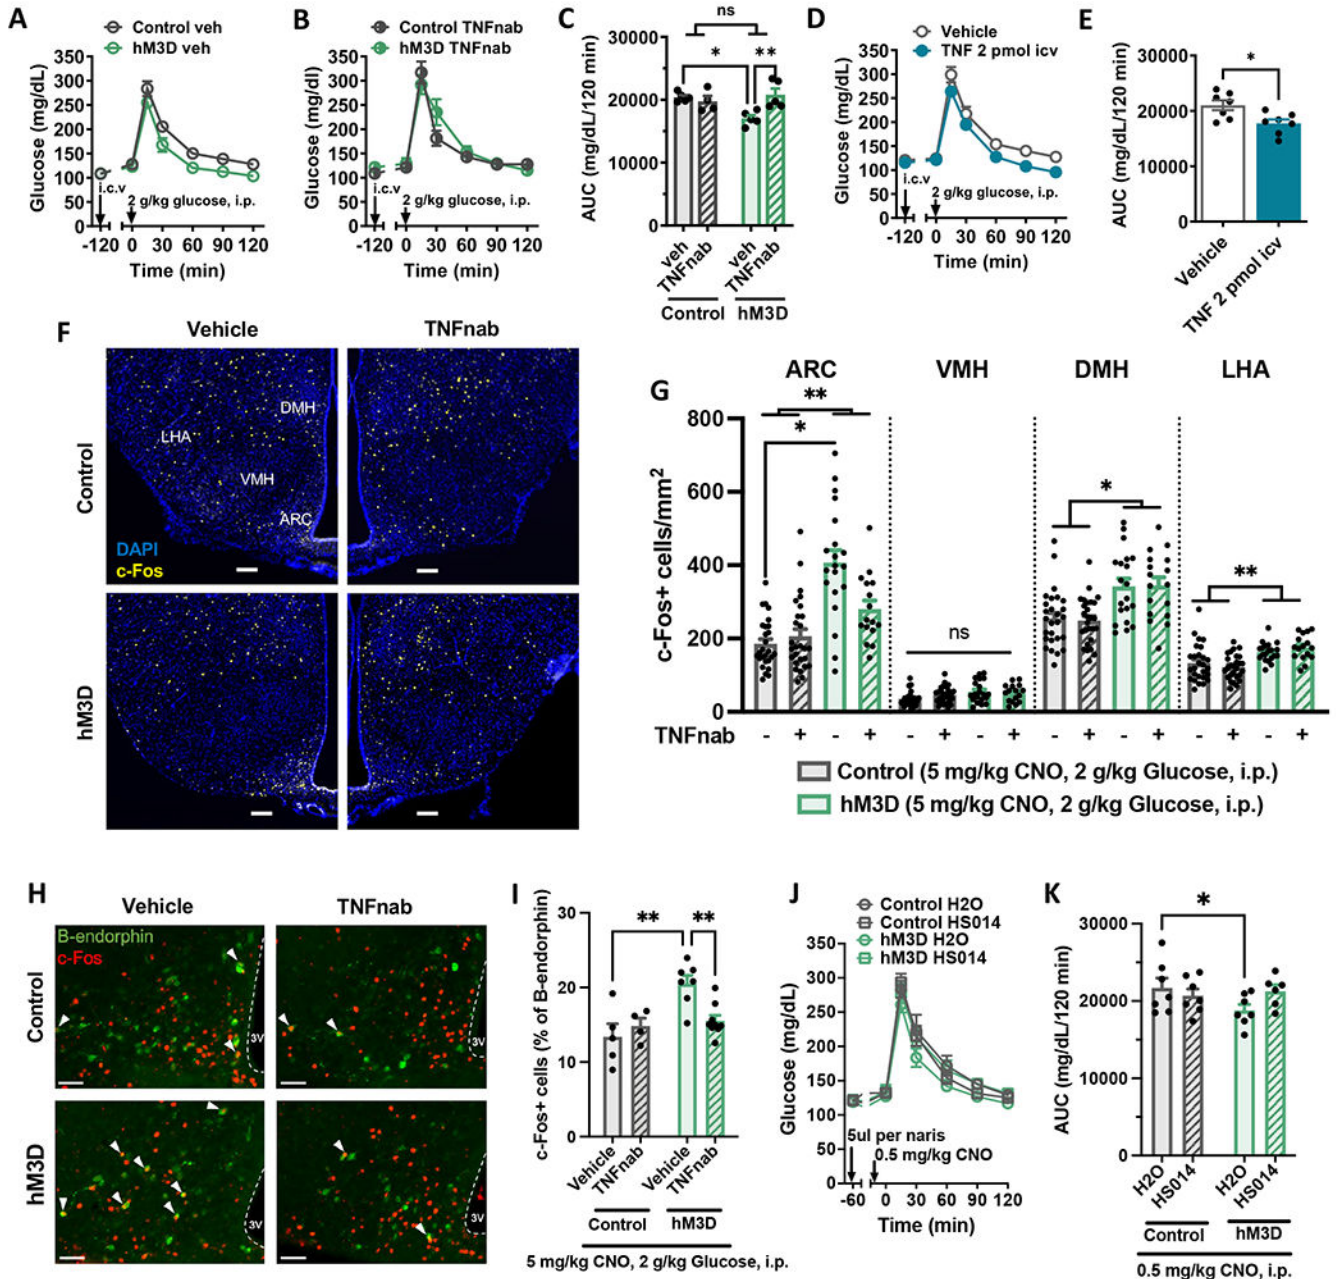 A
Control veh
hM3D veh
Glucose (mg/dL)
350
300
250
200
150
100
50
0
i.c.v
2 g/kg glucose, i.p.
-120 0 30 60 90 120
Time (min)
B
Control TNFnab
hM3D TNFnab
Glucose (mg/dl)
350
300
250
200
150
100
50
0
i.c.v
2 g/kg glucose, i.p.
-120 0 30 60 90 120
Time (min)
C
AUC (mg/dL/120 min)
30000
20000
10000
0
ns
* **
veh TNFnab veh TNFnab
Control hM3D
D
Vehicle
TNF 2 pmol icv
Glucose (mg/dL)
350
300
250
200
150
100
50
0
i.c.v
2 g/kg glucose, i.p.
-120 0 30 60 90 120
Time (min)
E
AUC (mg/dL/120 min)
30000
20000
10000
0
*
Vehicle
TNF 2 pmol icv
F
Vehicle TNFnab
Control
DMH
LHA
VMH
ARC
DAPI
c-Fos
hM3D
G
ARC VMH DMH LHA
c-Fos+ cells/mm2
800
600
400
200
0
**
*
ns
*
**
TNFnab - + - + - + - + - + - + - + - +
Control (5 mg/kg CNO, 2 g/kg Glucose, i.p.)
hM3D (5 mg/kg CNO, 2 g/kg Glucose, i.p.)
H
Vehicle TNFnab
B-endorphin
c-Fos
Control
3V 3V
hM3D
3V 3V
I
c-Fos+ cells (% of B-endorphin)
30
20
10
0
** **
Vehicle TNFnab Vehicle TNFnab
Control hM3D
5 mg/kg CNO, 2 g/kg Glucose, i.p.
J
Control H2O
Control HS014
hM3D H2O
hM3D HS014
Glucose (mg/dL)
350
300
250
200
150
100
50
0
5ul per naris
0.5 mg/kg CNO
-60 0 30 60 90 120
Time (min)
K
AUC (mg/dL/120 min)
30000
20000
10000
0
*
H2O HS014 H2O HS014
Control hM3D
0.5 mg/kg CNO, i.p.